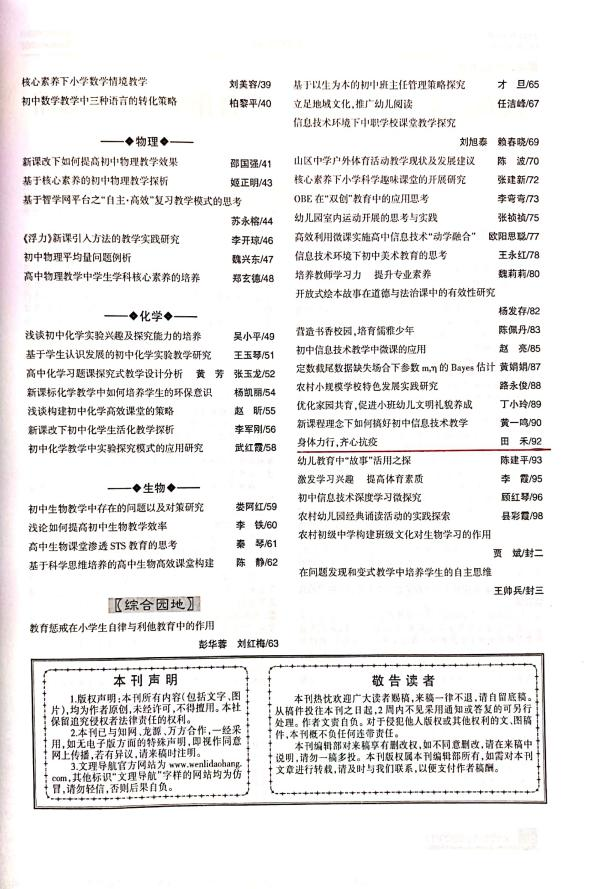 核心素养下小学数学情境教学 刘美容/39
初中数学教学中三种语言的转化策略 柏黎平/40
◆物理◆
新课改下如何提高初中物理教学效果 邵国强/41
基于核心素养的初中物理教学探析 姬正明/43
基于智学网平台之“自主·高效”复习教学模式的思考
苏永榕/44
《浮力》新课引入方法的教学实践研究 李开琼/46
初中物理平均量问题例析 魏兴东/47
高中物理教学中学生学科核心素养的培养 郑玄德/48
◆化学◆
浅谈初中化学实验兴趣及探究能力的培养 吴小平/49
基于学生认识发展的初中化学实验教学研究 王玉琴/51
高中化学习题课探究式教学设计分析 黄 芳 张玉龙/52
新课标化学教学中如何培养学生的环保意识 杨凯丽/54
浅谈构建初中化学高效课堂的策略 赵 昕/55
新课改下初中化学生活化教学探析 李军刚/56
初中化学教学中实验探究模式的应用研究 武红霞/58
◆生物◆
初中生物教学中存在的问题以及对策研究 娄阿红/59
浅论如何提高初中生物教学效率 李 铁/60
高中生物课堂渗透STS教育的思考 秦 琴/61
基于科学思维培养的高中生物高效课堂构建 陈 静/62
〖综合园地〗
教育惩戒在小学生自律与利他教育中的作用
彭华蓉 刘红梅/63
基于以生为本的初中班主任管理策略探究 才 旦/65
立足地域文化,推广幼儿阅读 任洁峰/67
信息技术环境下中职学校课堂教学探究
刘旭泰 赖春晓/69
山区中学户外体育活动教学现状及发展建议 陈 波/70
核心素养下小学科学趣味课堂的开展研究 张建新/72
OBE在“双创”教育中的应用思考 李弯弯/73
幼儿园室内运动开展的思考与实践 张祯祯/75
高效利用微课实施高中信息技术“动学融合” 欧阳思聪/77
信息技术环境下初中美术教育的思考 王永红/78
培养教师学习力 提升专业素养 魏莉莉/80
开放式绘本故事在道德与法治课中的有效性研究
杨发存/82
营造书香校园,培育儒雅少年 陈佩丹/83
初中信息技术教学中微课的应用 赵 亮/85
定数截尾数据缺失场合下参数m,η的Bayes估计 黄娟娟/87
农村小规模学校特色发展实践研究 路永俊/88
优化家园共育,促进小班幼儿文明礼貌养成 丁小玲/89
新课程理念下如何搞好初中信息技术教学 黄一鸣/90
身体力行,齐心抗疫 田 禾/92
幼儿教育中“故事”活用之探 陈建平/93
激发学习兴趣 提高体育素质 李 霞/95
初中信息技术深度学习微探究 顾红琴/96
农村幼儿园经典诵读活动的实践探索 县彩霞/98
农村初级中学构建班级文化对生物学习的作用
贾 斌/封二
在问题发现和变式教学中培养学生的自主思维
王帅兵/封三
本刊声明
1.版权声明:本刊所有内容(包括文字、图
片),均为作者原创,未经许可,不得擅用。本社
保留追究侵权者法律责任的权利。
2.本刊已与知网、龙源、万方合作,一经采
用,如无电子版方面的特殊声明,即视作同意
网上传播,若有异议,请来稿时注明。
3.文理导航官方网站为www.wenlidaohang.
com,其他标识“文理导航”字样的网站均为仿
冒,请勿轻信,否则后果自负。
敬告读者
本刊热忱欢迎广大读者赐稿,来稿一律不退,请自留底稿。
从稿件投往本刊之日起,2周内不见采用通知或答复的可另行
处理。作者文责自负。对于侵犯他人版权或其他权利的文、图稿
件,本刊概不负任何连带责任。
本刊编辑部对来稿享有删改权,如不同意删改,请在来稿中
说明,请勿一稿多投。本刊版权属本刊编辑部所有,如需对本刊
文章进行转载,请及时与我们联系,以便支付作者稿酬。